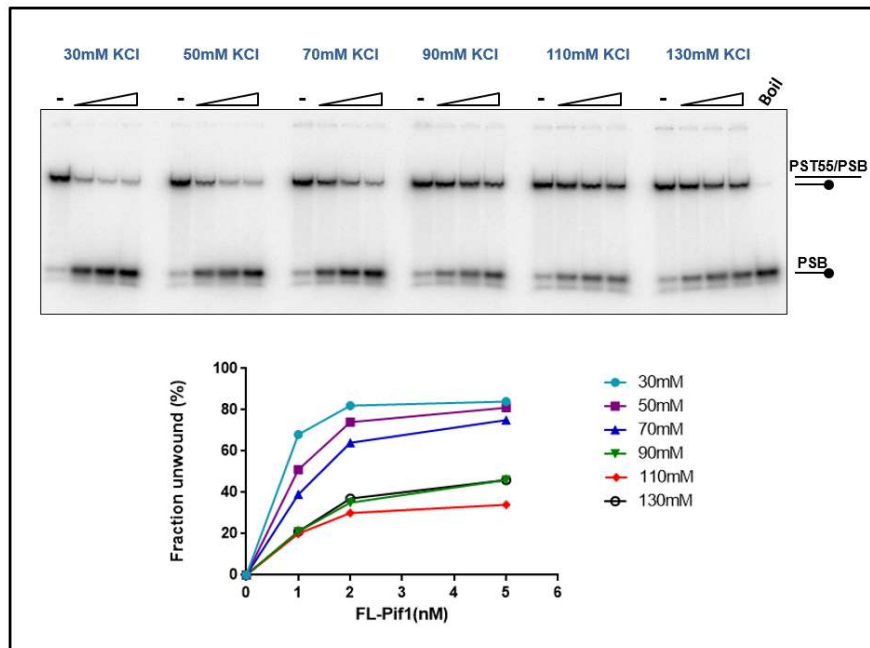 30mM KCl 50mM KCl 70mM KCl 90mM KCl 110mM KCl 130mM KCl
- - - - - - Boil
PST55/PSB
PSB
100
80
60
40
20
0
0 1 2 3 4 5 6
Fraction unwound (%)
FL-Pif1(nM)
30mM
50mM
70mM
90mM
110mM
130mM